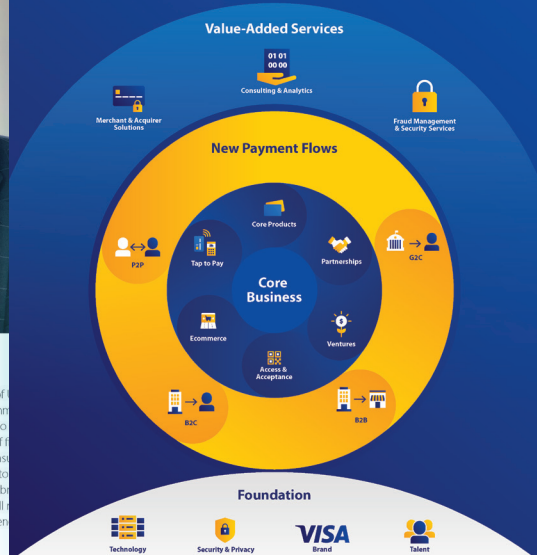 Value-Added Services
01 01
00 00
Consulting & Analytics
Merchant & Acquirer
Solutions
Fraud Management
& Security Services
New Payment Flows
Core Products
P2P
Tap to Pay
Partnerships
G2C
Core
Business
Ecommerce
Ventures
Access &
Acceptance
B2C
B2B
Foundation
Technology
Security & Privacy
VISA
Brand
Talent